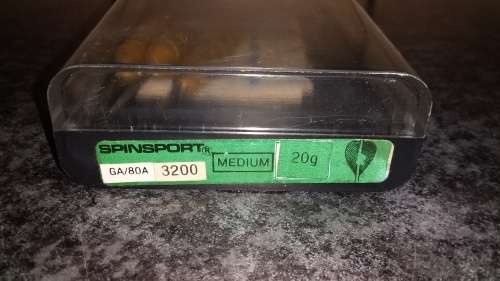 SPINSPORT R
GA/80A 3200 MEDIUM 20g